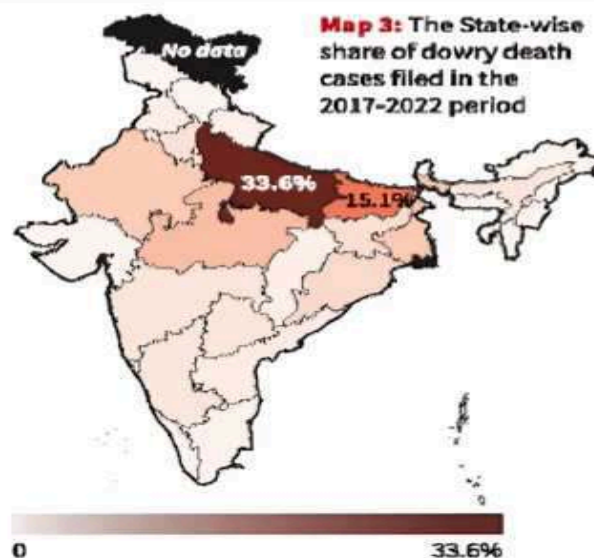 Map 3: The State-wise
share of dowry death
cases filed in the
2017-2022 period
No data
33.6%
15.1%
0
33.6%